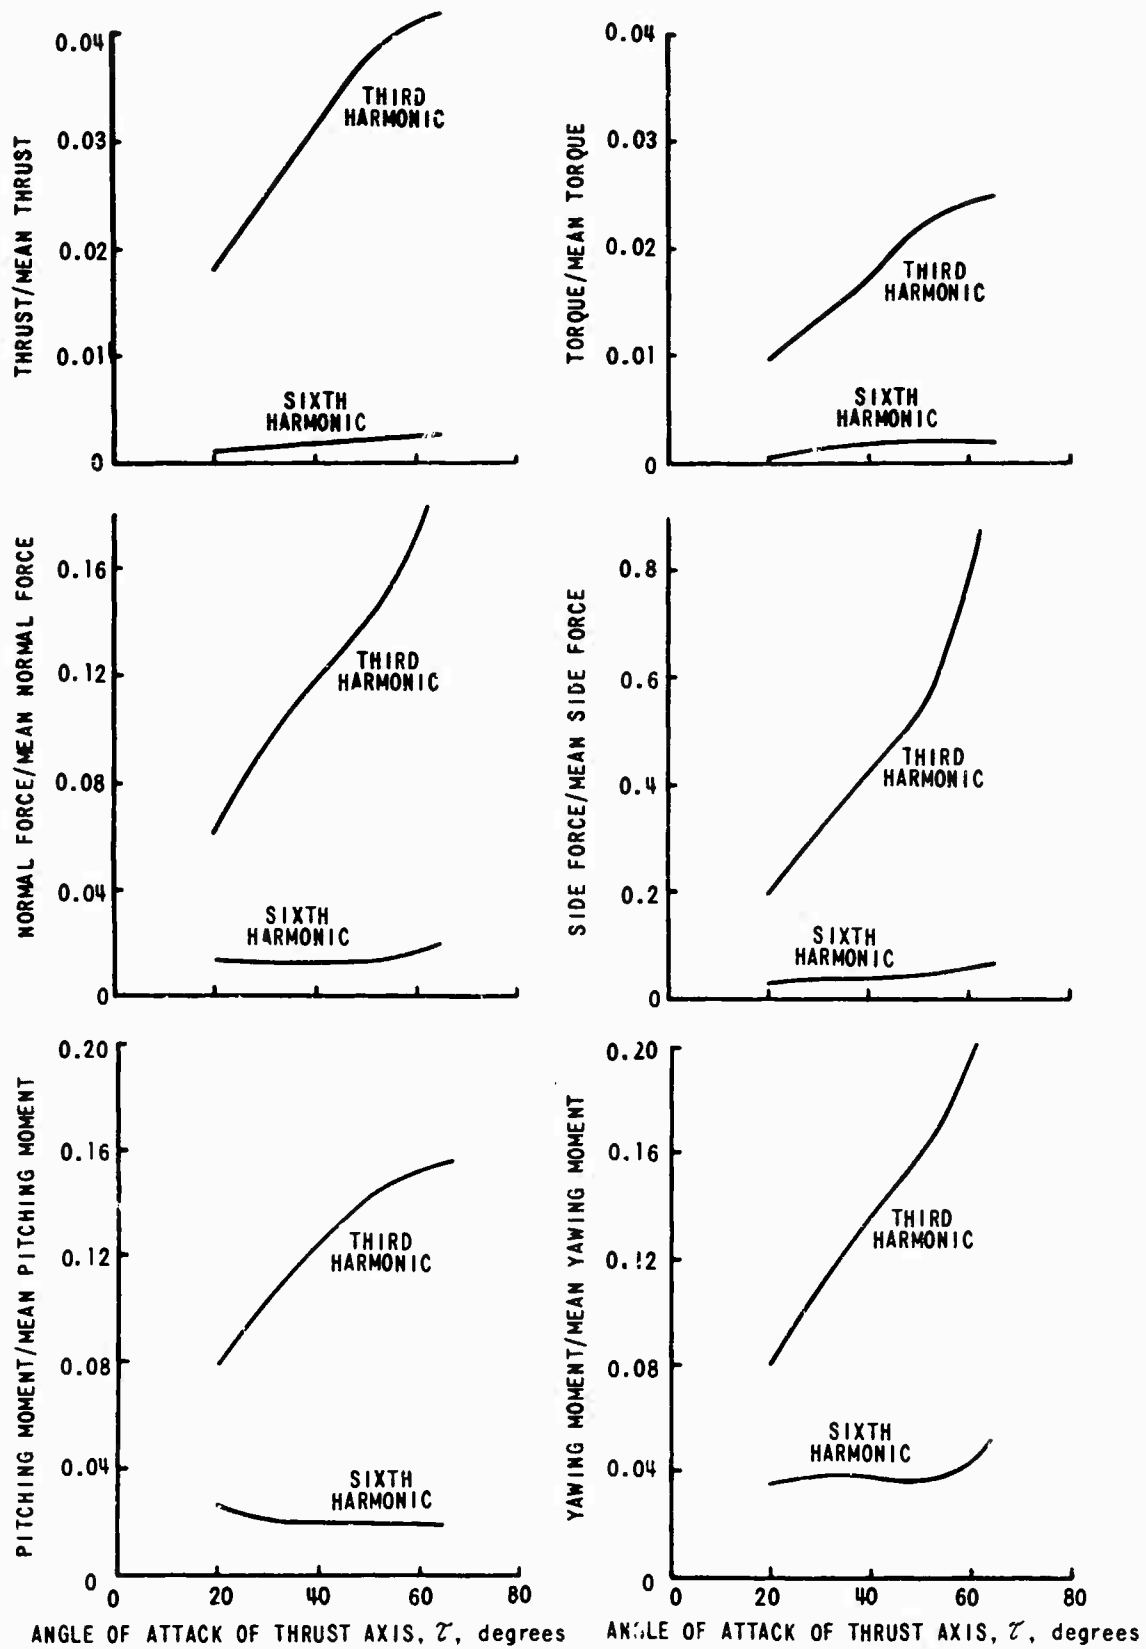 0.04
0.03
0.02
0.01
0
THRUST/MEAN THRUST
THIRD
HARMONIC
SIXTH
HARMONIC
0.04
0.03
0.02
0.01
0
TORQUE/MEAN TORQUE
THIRD
HARMONIC
SIXTH
HARMONIC
0.16
0.12
0.08
0.04
0
NORMAL FORCE/MEAN NORMAL FORCE
THIRD
HARMONIC
SIXTH
HARMONIC
0.8
0.6
0.4
0.2
0
SIDE FORCE/MEAN SIDE FORCE
THIRD
HARMONIC
SIXTH
HARMONIC
0.20
0.16
0.12
0.08
0.04
0
PITCHING MOMENT/MEAN PITCHING MOMENT
THIRD
HARMONIC
SIXTH
HARMONIC
0 20 40 60 80
ANGLE OF ATTACK OF THRUST AXIS, τ, degrees
0.20
0.16
0.12
0.08
0.04
0
YAWING MOMENT/MEAN YAWING MOMENT
THIRD
HARMONIC
SIXTH
HARMONIC
0 20 40 60 80
ANGLE OF ATTACK OF THRUST AXIS, τ, degrees